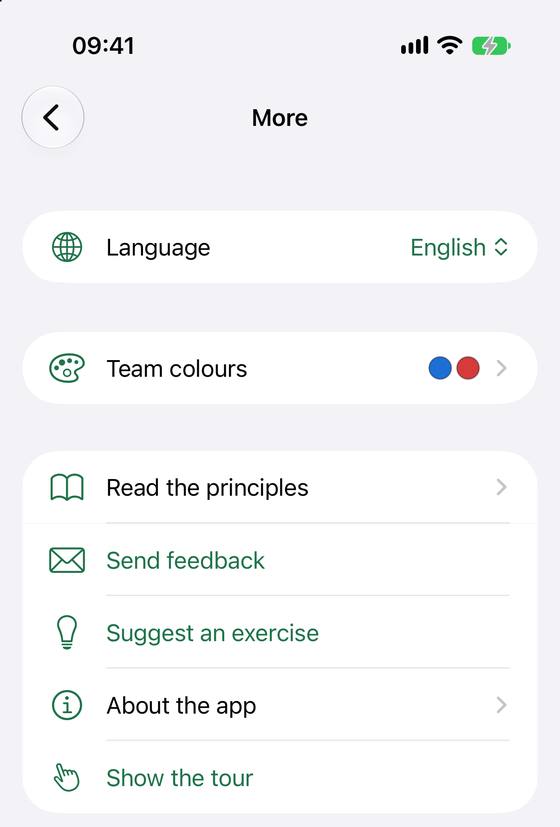 09:41
More
Language
English
Team colours
Read the principles
Send feedback
Suggest an exercise
About the app
Show the tour